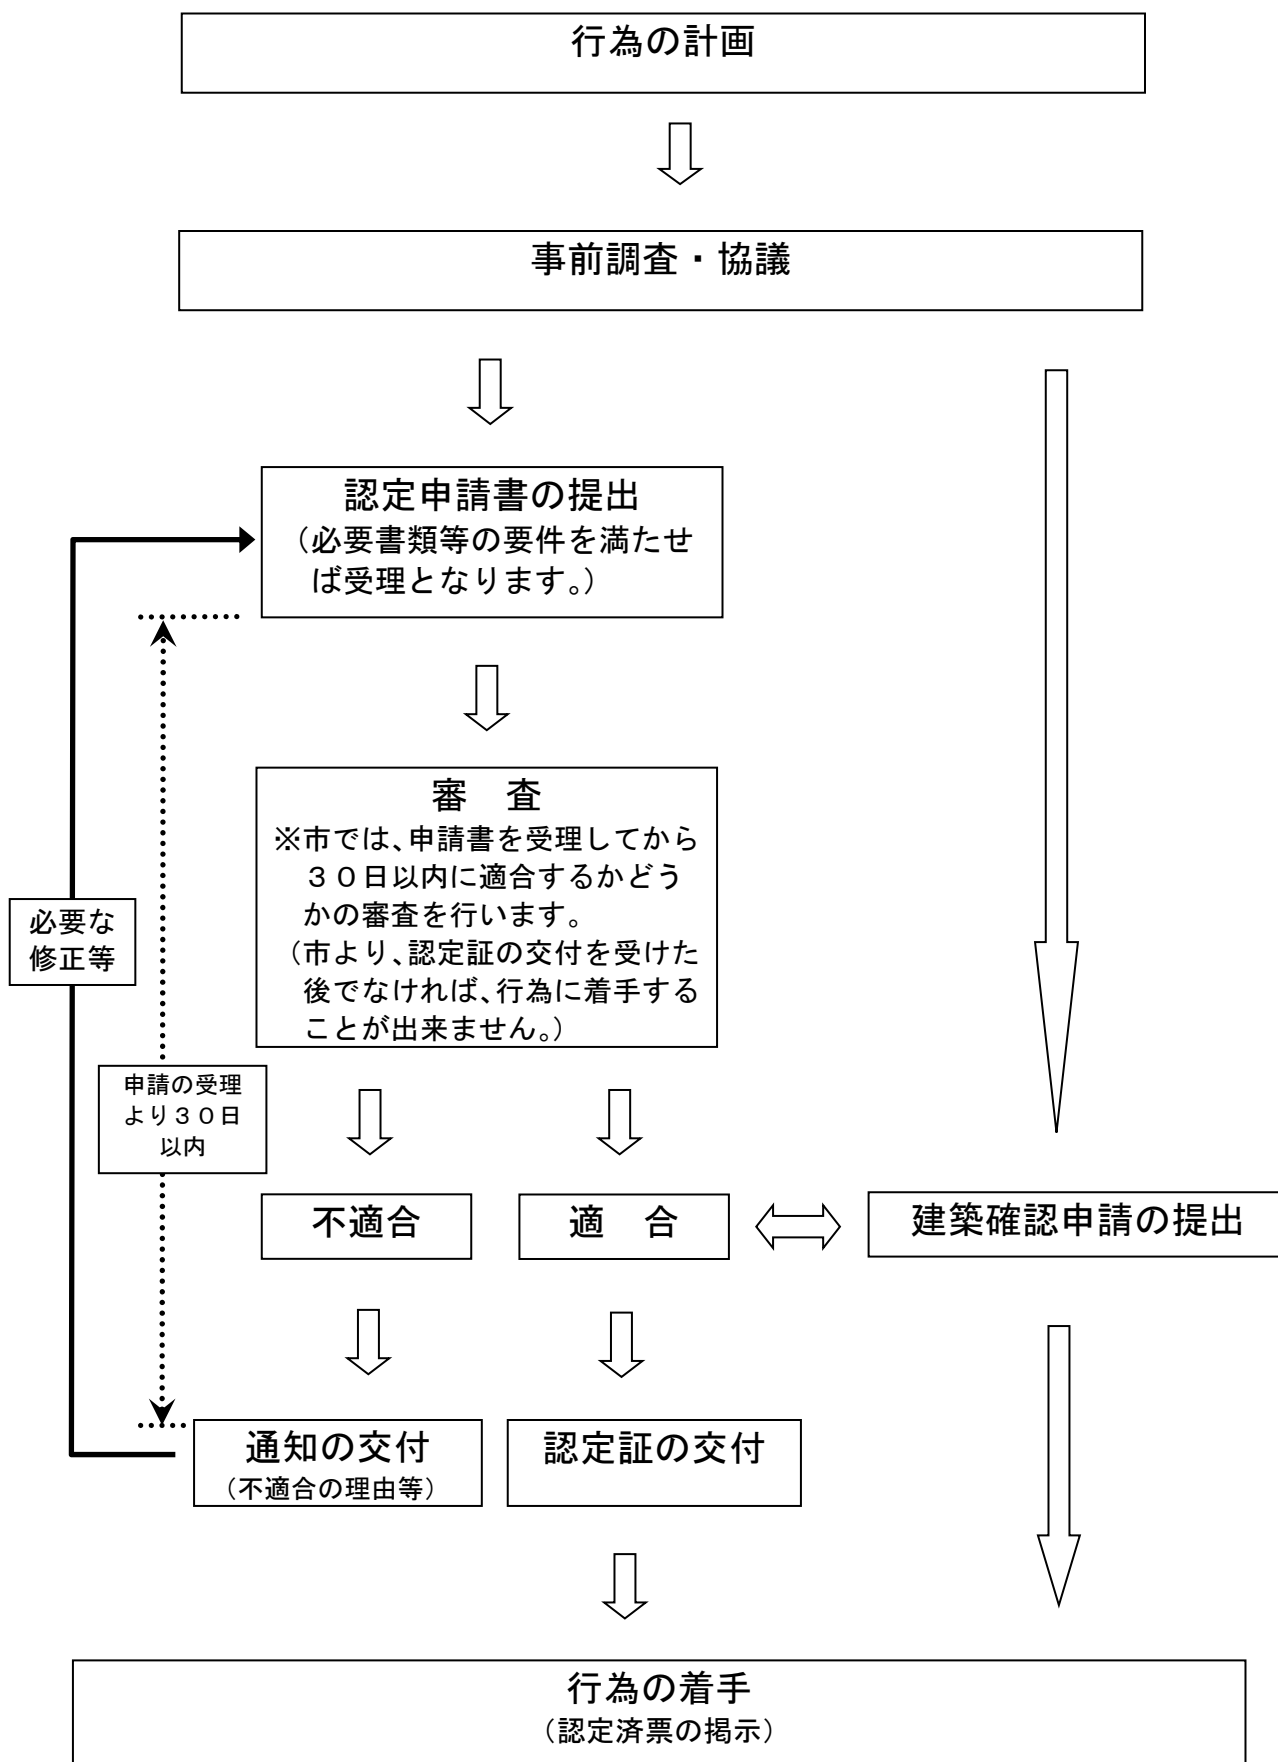 行為の計画
事前調査・協議
認定申請書の提出
（必要書類等の要件を満たせ
ば受理となります。）
審　査
※市では、申請書を受理してから
３０日以内に適合するかどう
かの審査を行います。
（市より、認定証の交付を受けた
後でなければ、行為に着手する
ことが出来ません。）
必要な
修正等
申請の受理
より３０日
以内
不適合
適　合
建築確認申請の提出
通知の交付
（不適合の理由等）
認定証の交付
行為の着手
（認定済票の掲示）